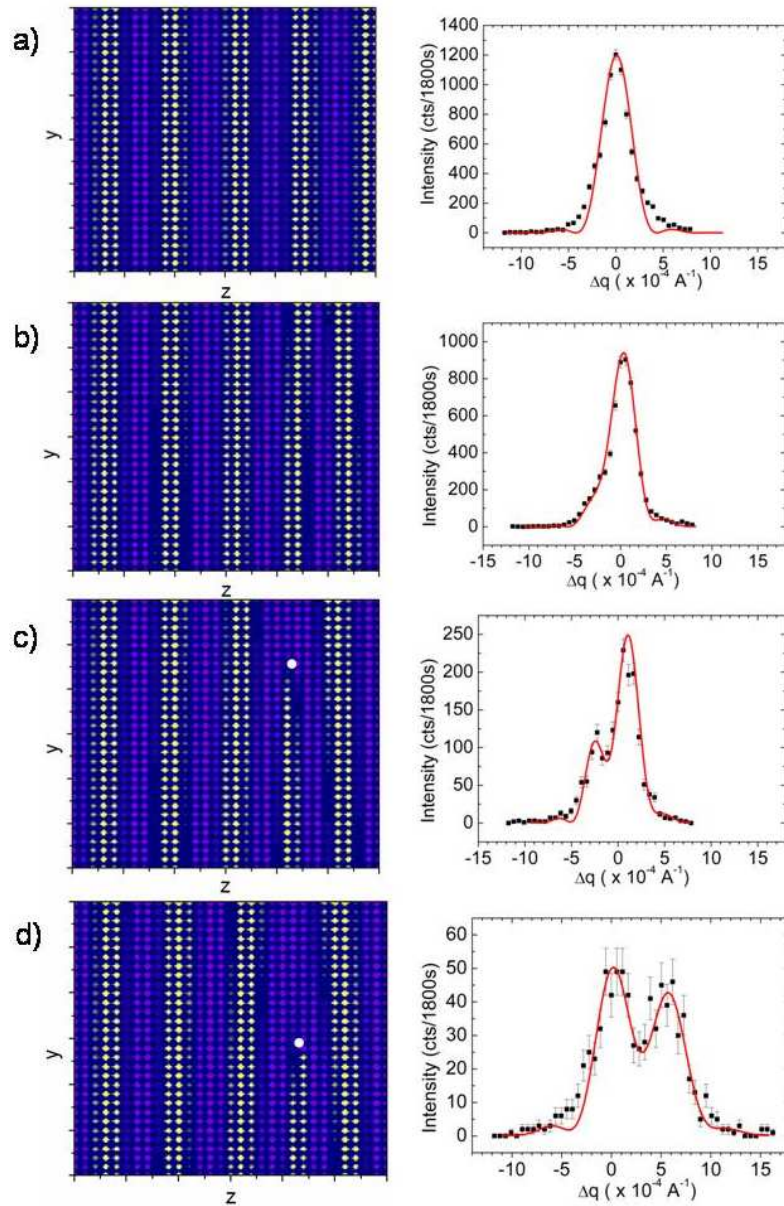 a)
y
z
1400
1200
1000
800
600
400
200
0
Intensity (cts/1800s)
-10 -5 0 5 10
Δq ( x 10⁻⁴ A⁻¹)
b)
y
z
1000
800
600
400
200
0
Intensity (cts/1800s)
-15 -10 -5 0 5 10 15
Δq ( x 10⁻⁴ A⁻¹)
c)
y
z
250
200
150
100
50
0
Intensity (cts/1800s)
-15 -10 -5 0 5 10 15
Δq ( x 10⁻⁴ A⁻¹)
d)
y
z
60
50
40
30
20
10
0
Intensity (cts/1800s)
-10 -5 0 5 10 15
Δq ( x 10⁻⁴ A⁻¹)